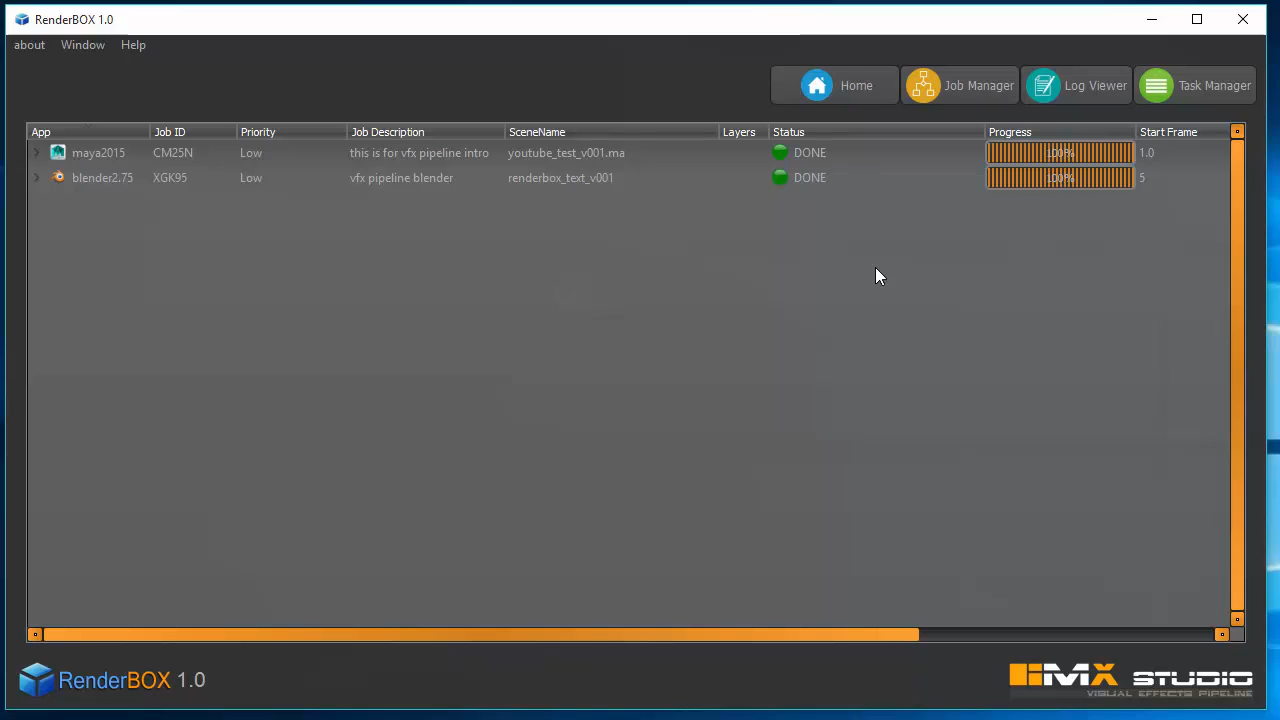 RenderBOX 1.0
about Window Help
Home Job Manager Log Viewer Task Manager
App Job ID Priority Job Description SceneName Layers Status Progress Start Frame
maya2015 CM25N Low this is for vfx pipeline intro youtube_test_v001.ma DONE 100% 1.0
blender2.75 XGK95 Low vfx pipeline blender renderbox_text_v001 DONE 100% 5
RenderBOX 1.0
iiMX STUDIO
VISUAL EFFECTS PIPELINE